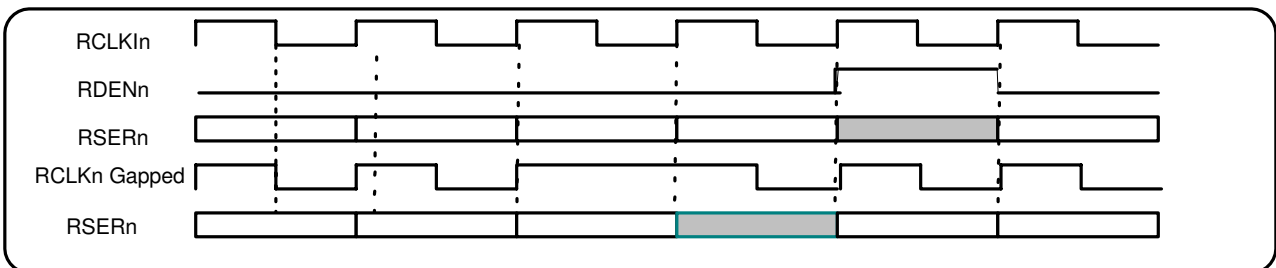 RCLKIn
RDENn
RSERn
RCLKn Gapped
RSERn